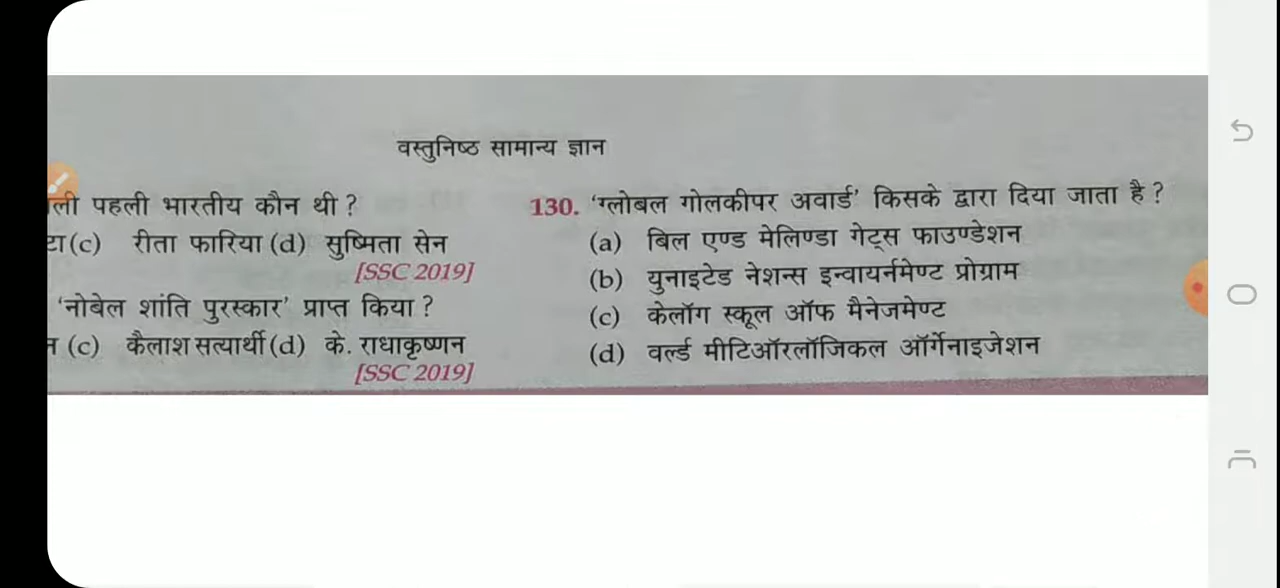 वस्तुनिष्ठ सामान्य ज्ञान
पहली भारतीय कौन थी ?
(c) रीता फारिया (d) सुष्मिता सेन
[SSC 2019]
'नोबेल शांति पुरस्कार' प्राप्त किया ?
(c) कैलाश सत्यार्थी (d) के. राधाकृष्णन
[SSC 2019]
130. 'ग्लोबल गोलकीपर अवार्ड' किसके द्वारा दिया जाता है ?
(a) बिल एण्ड मेलिण्डा गेट्स फाउण्डेशन
(b) युनाइटेड नेशन्स इन्वायर्नमेण्ट प्रोग्राम
(c) केलॉग स्कूल ऑफ मैनेजमेण्ट
(d) वर्ल्ड मीटिऑरलॉजिकल ऑर्गेनाइजेशन